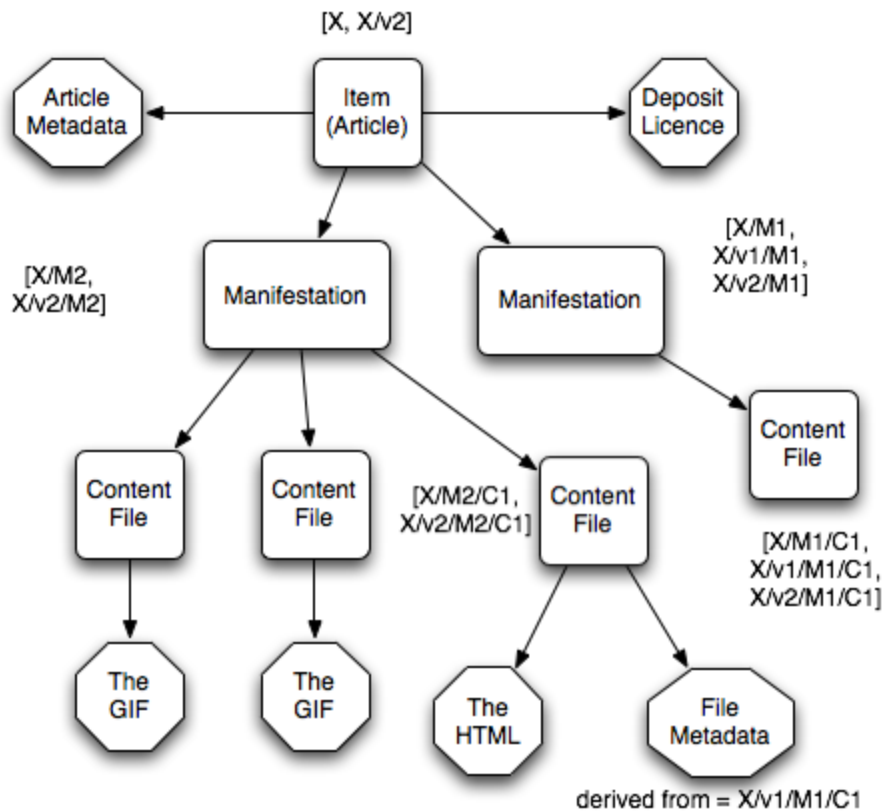 [X, X/v2]
Article
Metadata
Item
(Article)
Deposit
Licence
[X/M2,
X/v2/M2]
Manifestation
Manifestation
[X/M1,
X/v1/M1,
X/v2/M1]
Content
File
Content
File
[X/M2/C1,
X/v2/M2/C1]
Content
File
Content
File
[X/M1/C1,
X/v1/M1/C1,
X/v2/M1/C1]
The
GIF
The
GIF
The
HTML
File
Metadata
derived from = X/v1/M1/C1